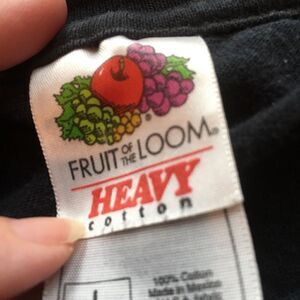 FRUIT OF THE LOOM®
HEAVY
cotton
L
100% Cotton
Made in Mexico